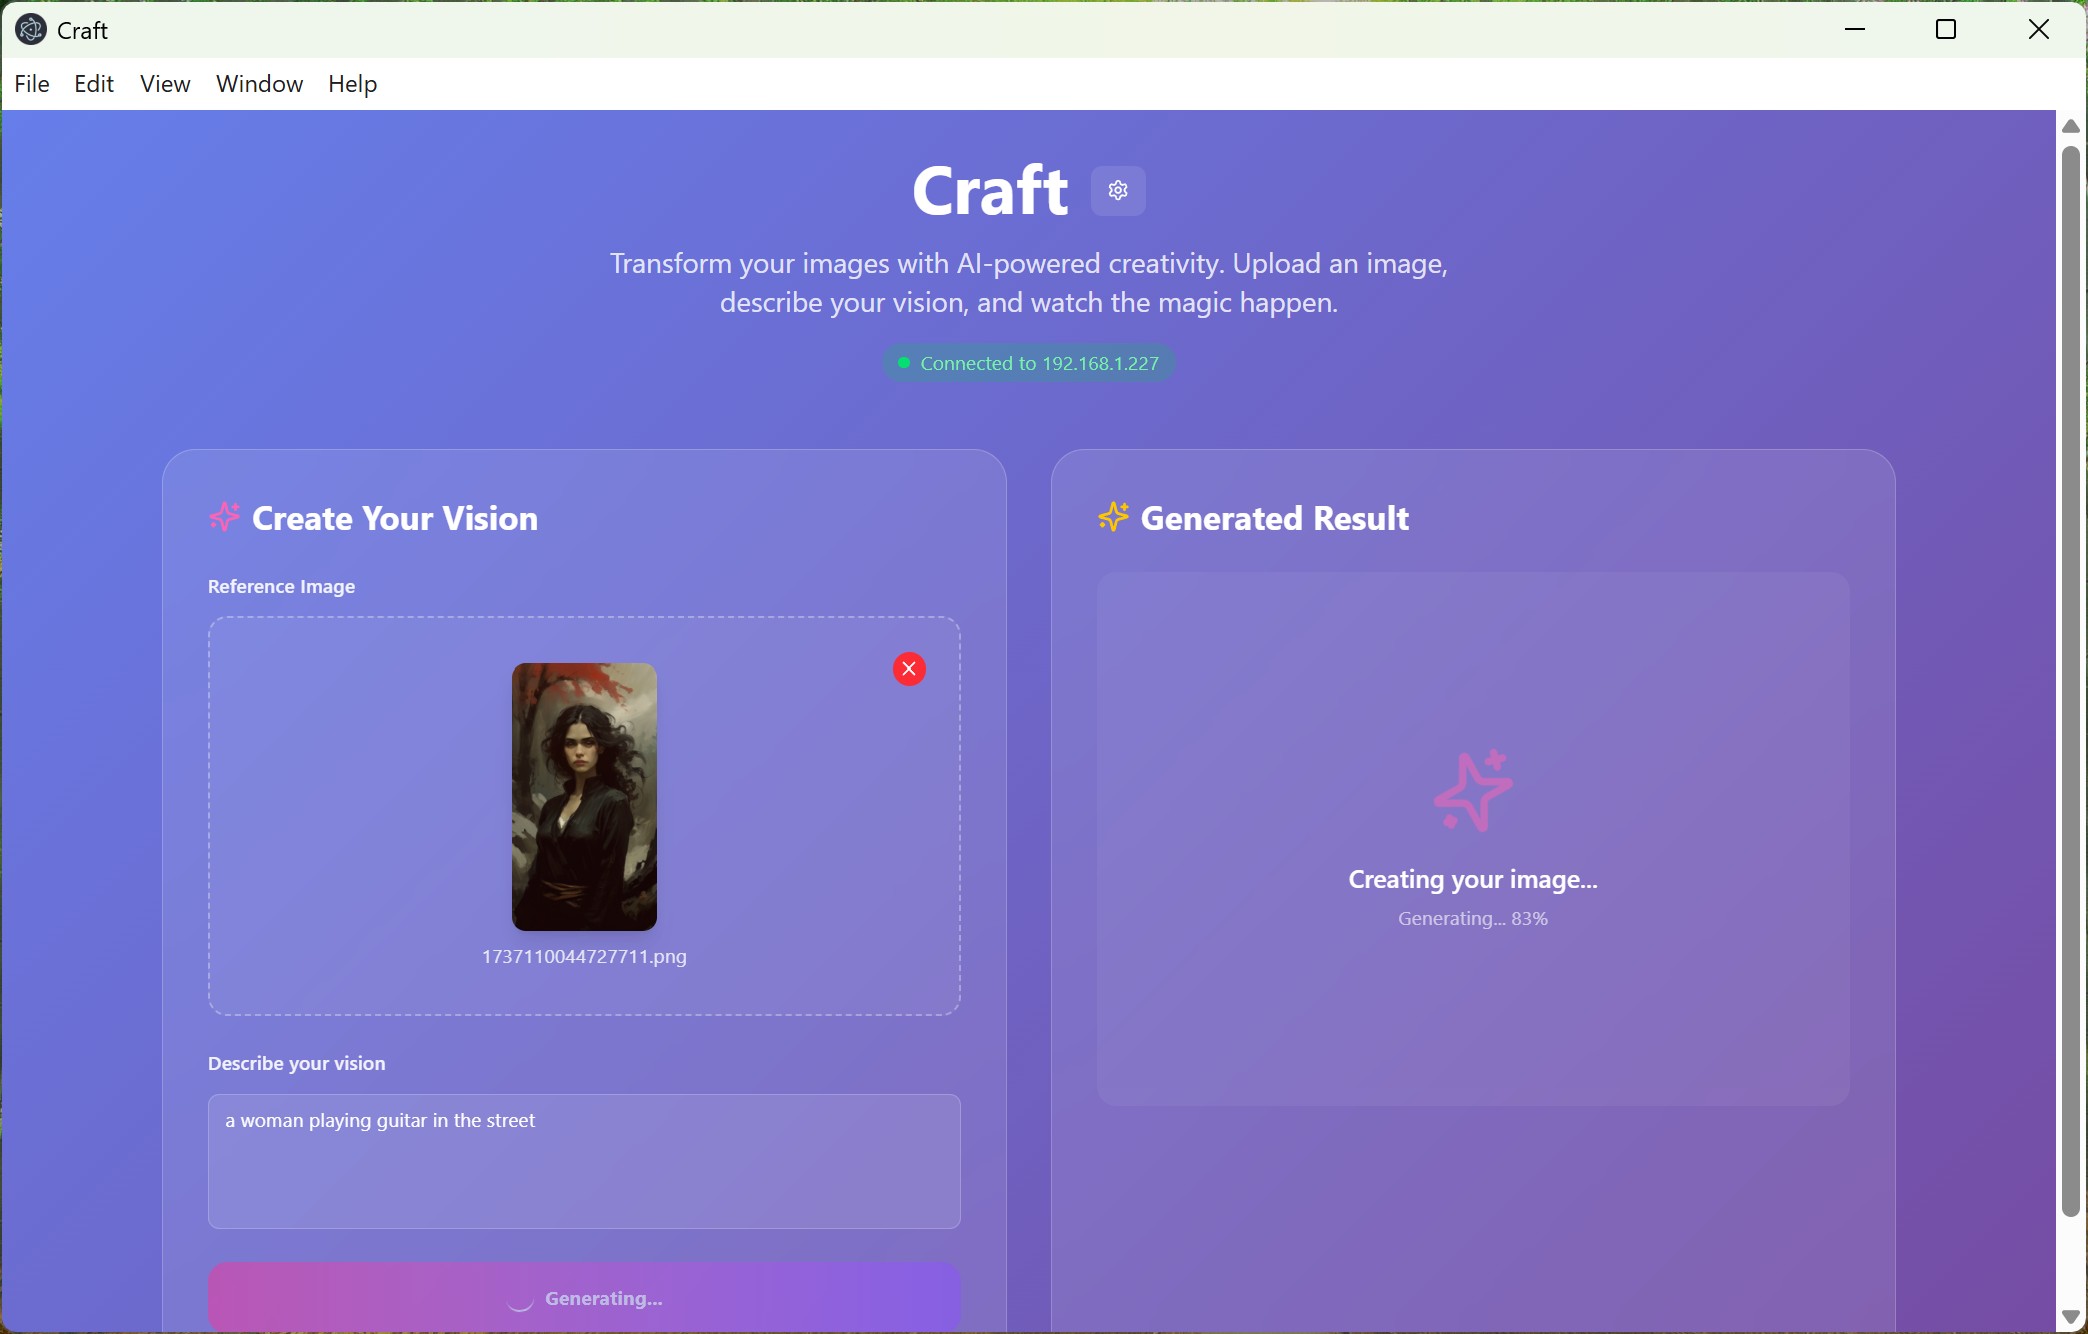 Craft
File Edit View Window Help
Craft
Transform your images with AI-powered creativity. Upload an image,
describe your vision, and watch the magic happen.
Connected to 192.168.1.227
Create Your Vision
Reference Image
1737110044727711.png
Describe your vision
a woman playing guitar in the street
Generating...
Generated Result
Creating your image...
Generating... 83%